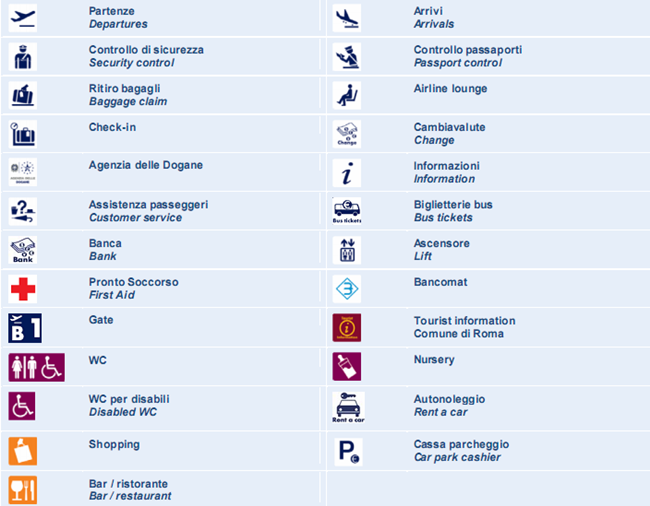 Partenze
Departures
Arrivi
Arrivals
Controllo di sicurezza
Security control
Controllo passaporti
Passport control
Ritiro bagagli
Baggage claim
Airline lounge
Check-in
Change
Cambiavalute
Change
Agenzia delle Dogane
i
Informazioni
Information
Assistenza passeggeri
Customer service
Bus tickets
Biglietterie bus
Bus tickets
Bank
Banca
Bank
Ascensore
Lift
Pronto Soccorso
First Aid
Bancomat
B 1
Gate
i
Tourist information
Comune di Roma
WC
Nursery
WC per disabili
Disabled WC
Rent a car
Autonoleggio
Rent a car
Shopping
P
Cassa parcheggio
Car park cashier
Bar / ristorante
Bar / restaurant